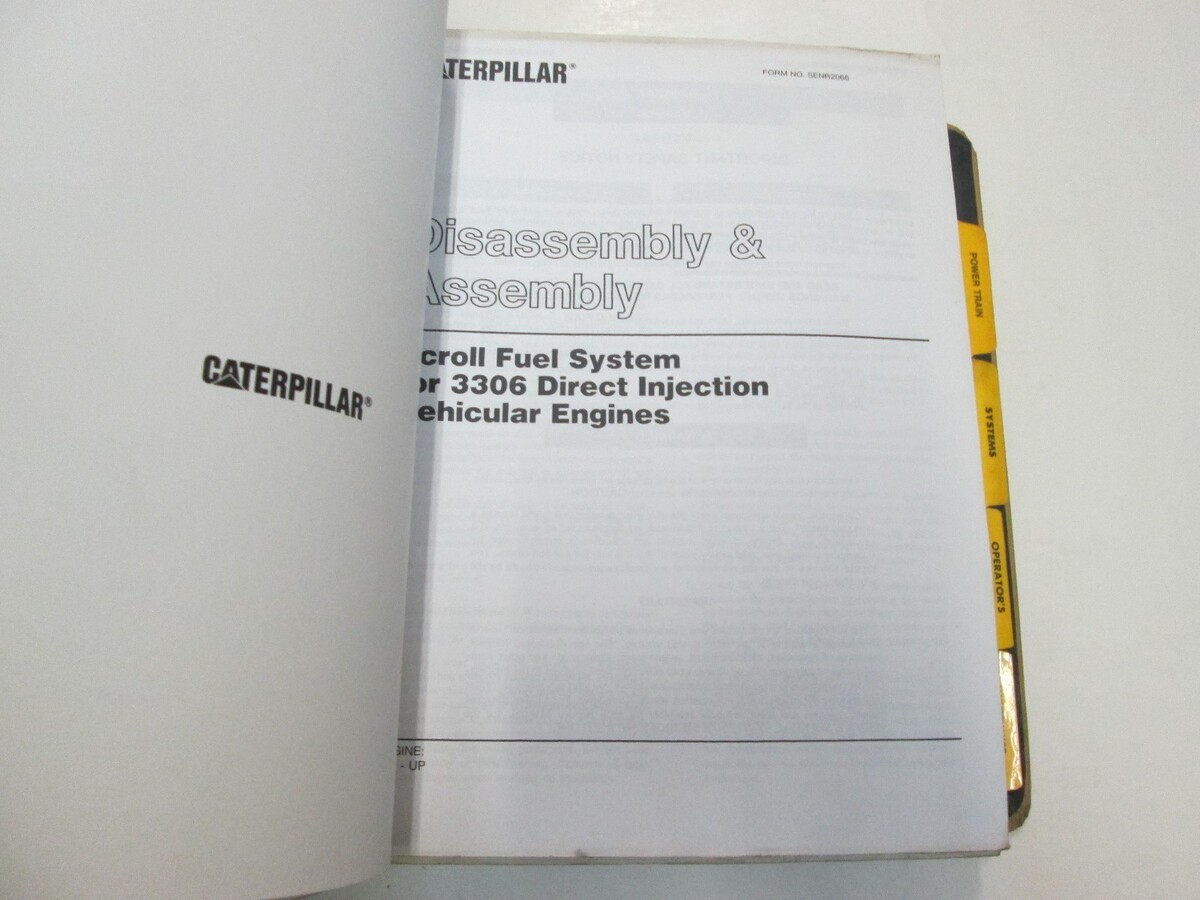 CATERPILLAR®
ATERPILLAR®
FORM NO. SENR2066
Disassembly &
Assembly
croll Fuel System
or 3306 Direct Injection
ehicular Engines
GINE:
- UP
POWER TRAIN
SYSTEMS
OPERATOR'S